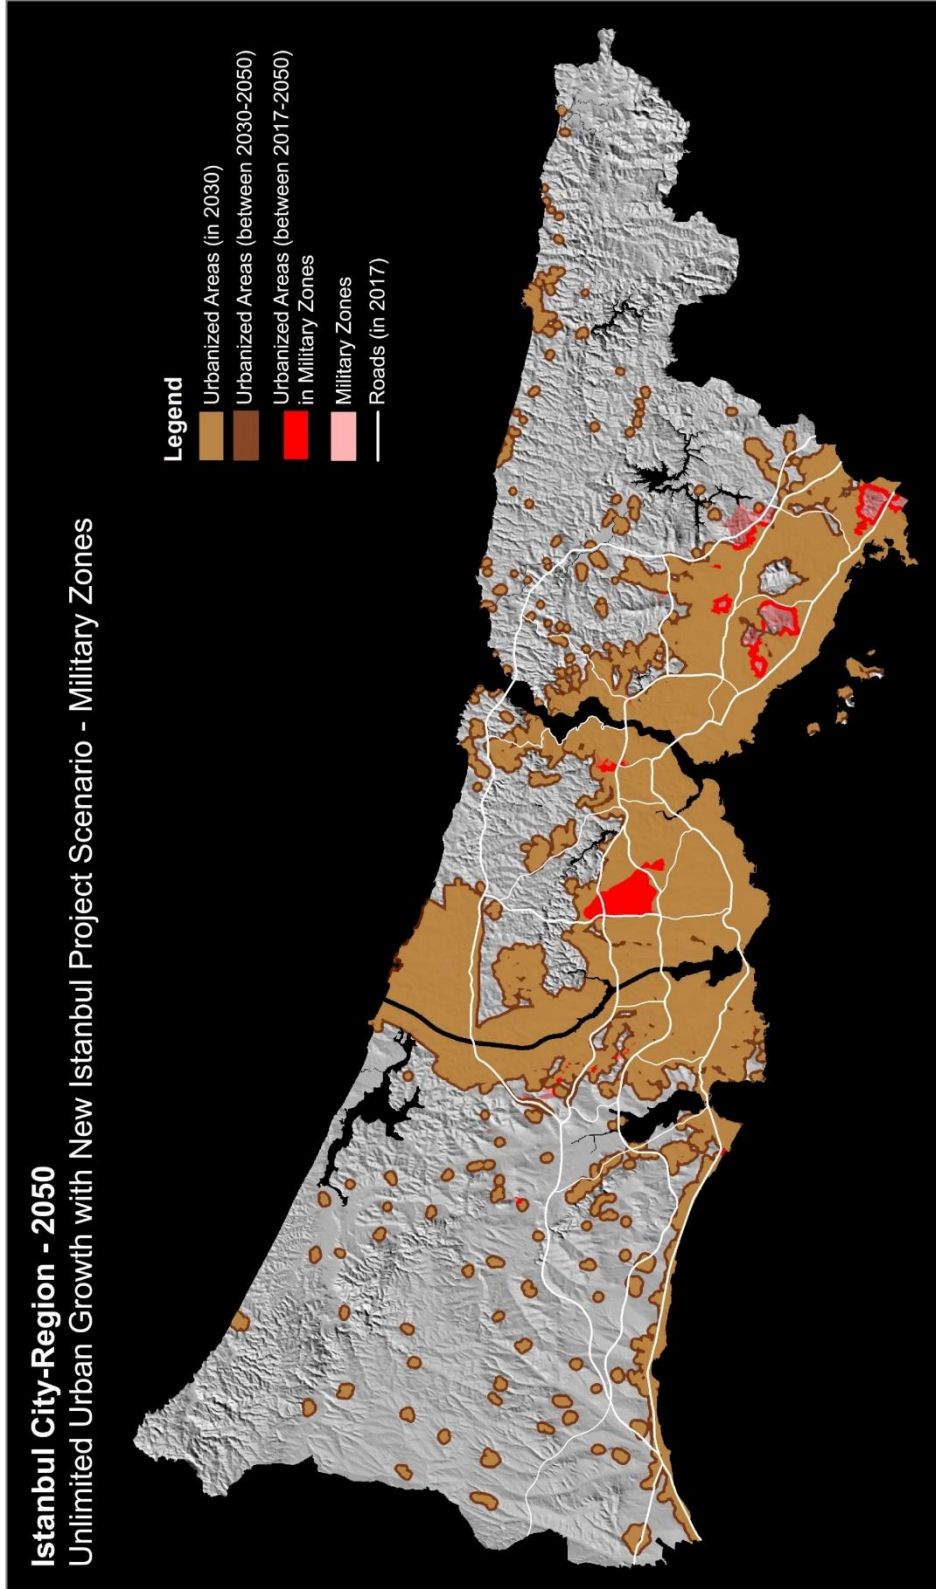 Istanbul City-Region - 2050
Unlimited Urban Growth with New Istanbul Project Scenario - Military Zones
Legend
Urbanized Areas (in 2030)
Urbanized Areas (between 2030-2050)
Urbanized Areas (between 2017-2050)
in Military Zones
Military Zones
Roads (in 2017)